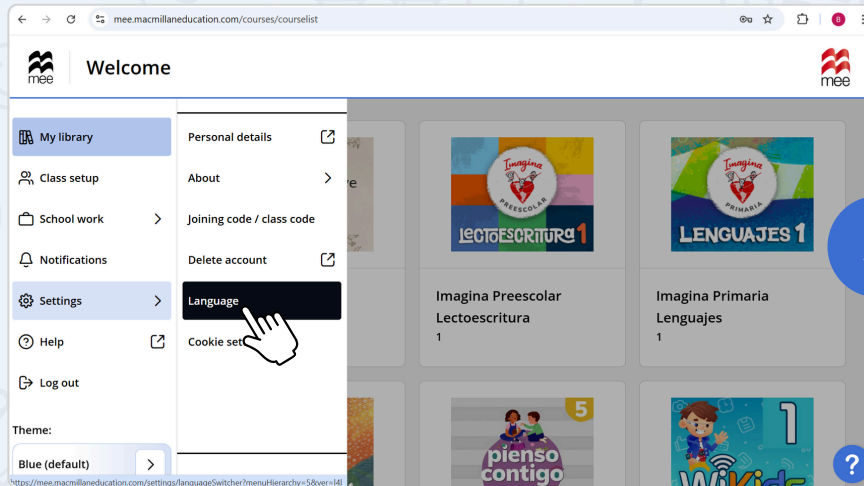 mee.macmillaneducation.com/courses/courselist
B
mee
Welcome
mee
My library
Class setup
School work
Notifications
Settings
Help
Log out
Theme:
Blue (default)
Personal details
About
Joining code / class code
Delete account
Language
Cookie set
Imagina
PREESCOLAR
LECTOESCRITURA 1
Imagina Preescolar
Lectoescritura
1
Imagina
PRIMARIA
LENGUAJES 1
Imagina Primaria
Lenguajes
1
5
pienso
contigo
1
WiKids
?
https://mee.macmillaneducation.com/settings/languageSwitcher?menuHierarchy=5&ver=